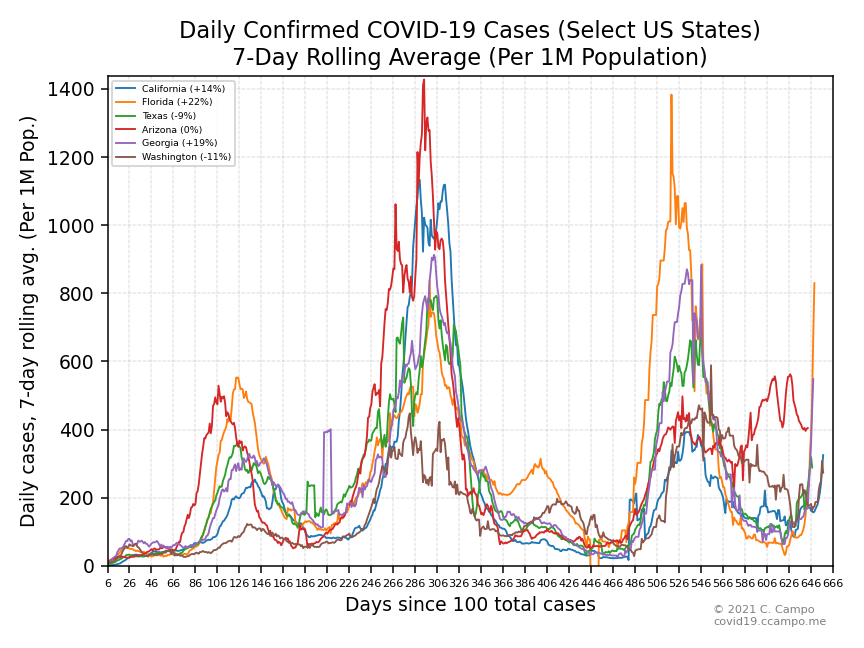 Daily Confirmed COVID-19 Cases (Select US States)
7-Day Rolling Average (Per 1M Population)
Daily cases, 7-day rolling avg. (Per 1M Pop.)
1400
1200
1000
800
600
400
200
0
California (+14%)
Florida (+22%)
Texas (-9%)
Arizona (0%)
Georgia (+19%)
Washington (-11%)
6 26 46 66 86 106 126 146 166 186 206 226 246 266 286 306 326 346 366 386 406 426 446 466 486 506 526 546 566 586 606 626 646 666
Days since 100 total cases
© 2021 C. Campo
covid19.ccampo.me